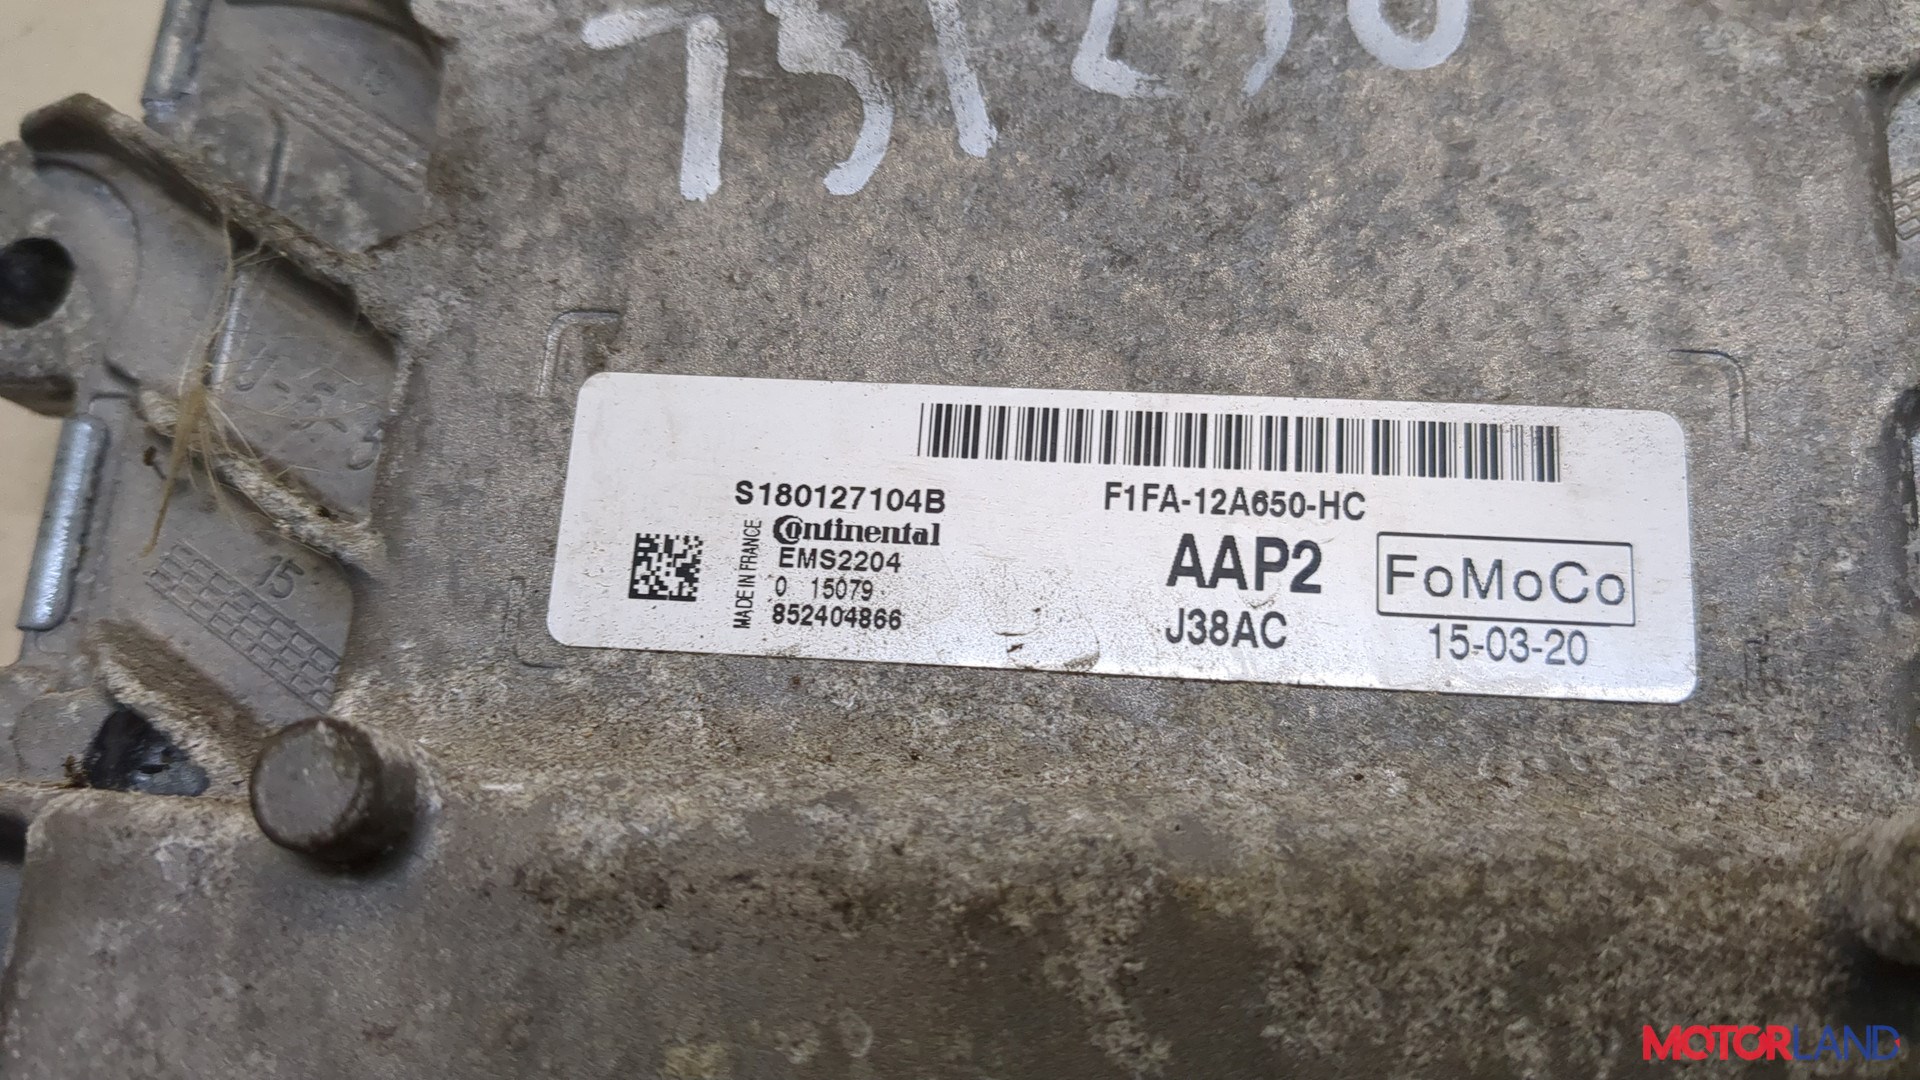 S180127104B
F1FA-12A650-HC
MADE IN FRANCE
Continental
EMS2204
0 15079
852404866
AAP2
J38AC
FoMoCo
15-03-20
15
MOTORLAND